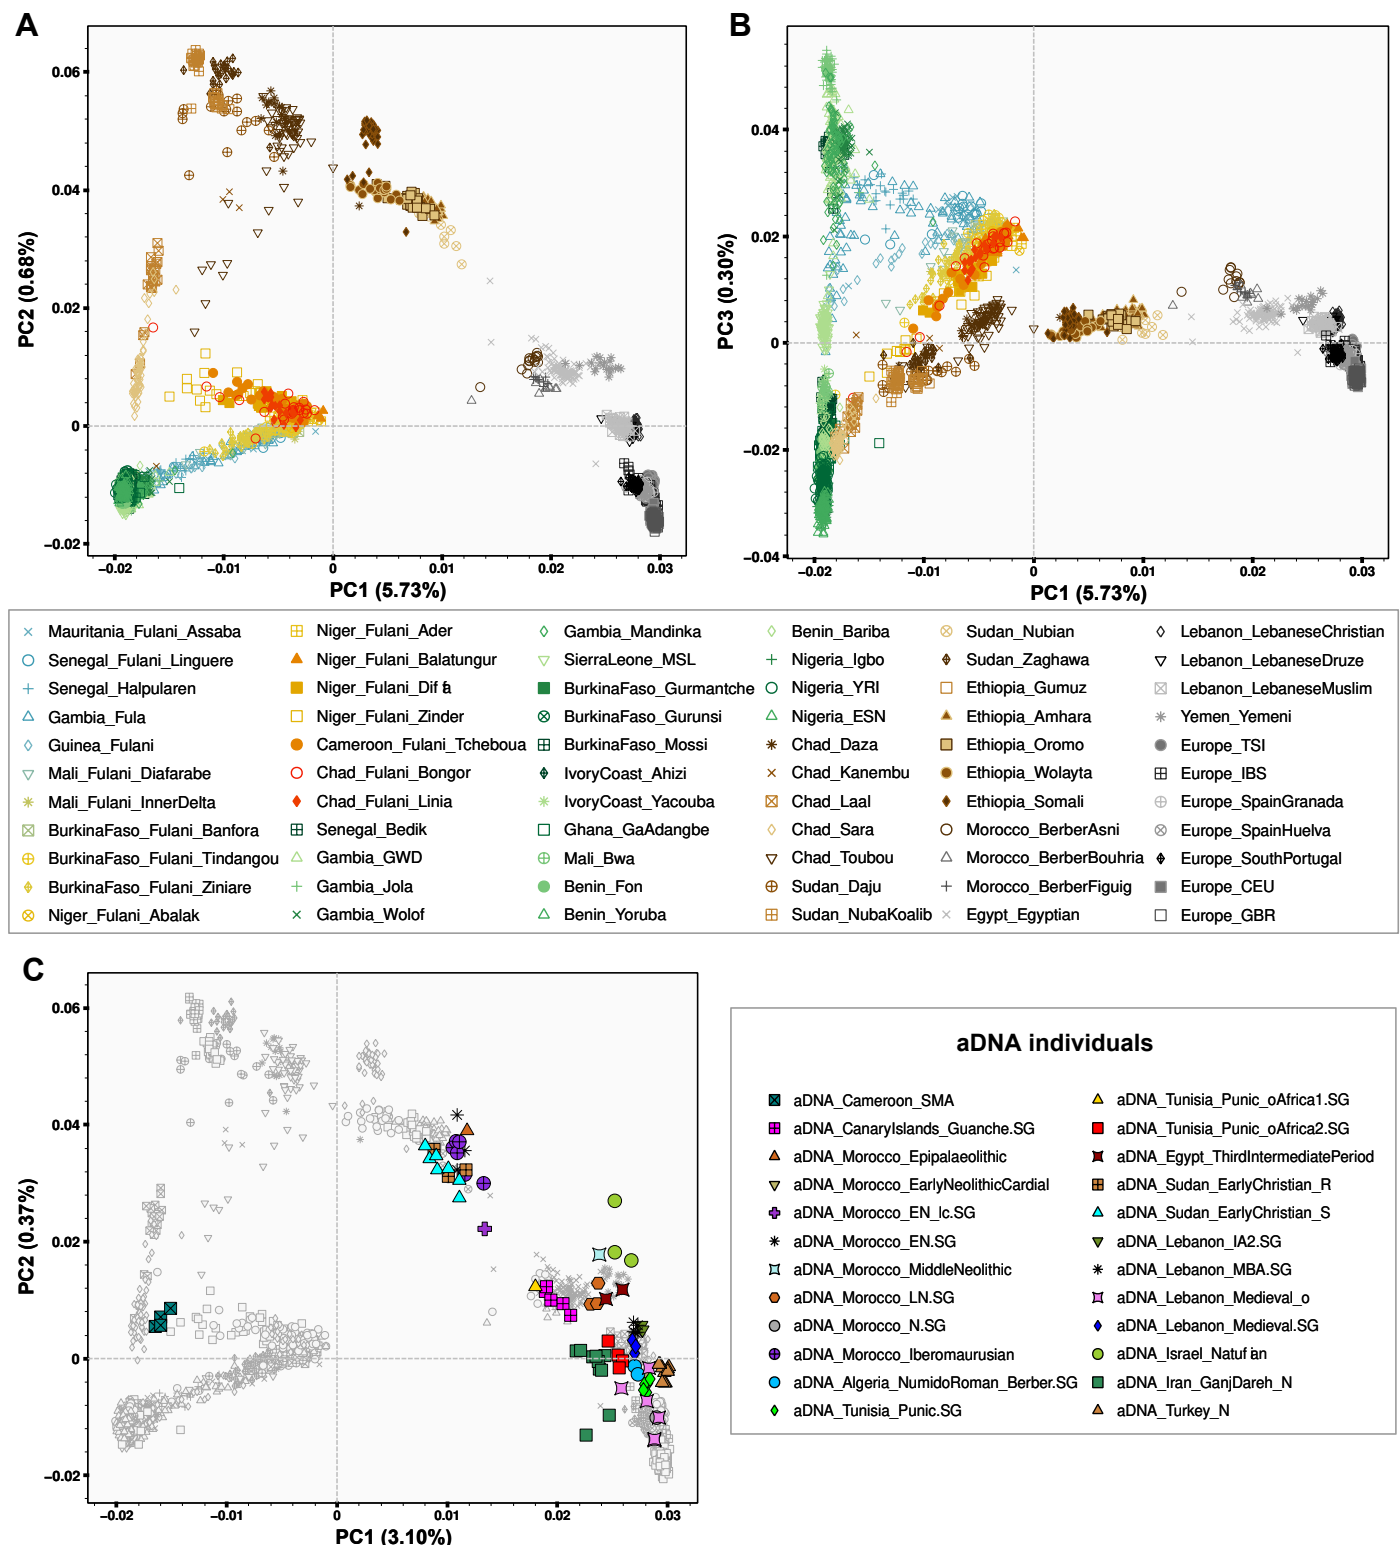 A
B
0.06
0.04
0.02
0
−0.02
PC2 (0.68%)
−0.02
−0.01
0
0.01
0.02
0.03
PC1 (5.73%)
0.04
0.02
0
−0.02
−0.04
PC3 (0.30%)
−0.02
−0.01
0
0.01
0.02
0.03
PC1 (5.73%)
Mauritania_Fulani_Assaba
Senegal_Fulani_Linguere
Senegal_Halpularen
Gambia_Fula
Guinea_Fulani
Mali_Fulani_Diafarabe
Mali_Fulani_InnerDelta
BurkinaFaso_Fulani_Banfora
BurkinaFaso_Fulani_Tindangou
BurkinaFaso_Fulani_Ziniare
Niger_Fulani_Abalak
Niger_Fulani_Ader
Niger_Fulani_Balatungur
Niger_Fulani_Diffa
Niger_Fulani_Zinder
Cameroon_Fulani_Tcheboua
Chad_Fulani_Bongor
Chad_Fulani_Linia
Senegal_Bedik
Gambia_GWD
Gambia_Jola
Gambia_Wolof
Gambia_Mandinka
SierraLeone_MSL
BurkinaFaso_Gurmantche
BurkinaFaso_Gurunsi
BurkinaFaso_Mossi
IvoryCoast_Ahizi
IvoryCoast_Yacouba
Ghana_GaAdangbe
Mali_Bwa
Benin_Fon
Benin_Yoruba
Benin_Bariba
Nigeria_Igbo
Nigeria_YRI
Nigeria_ESN
Chad_Daza
Chad_Kanembu
Chad_Laal
Chad_Sara
Chad_Toubou
Sudan_Daju
Sudan_NubaKoalib
Sudan_Nubian
Sudan_Zaghawa
Ethiopia_Gumuz
Ethiopia_Amhara
Ethiopia_Oromo
Ethiopia_Wolayta
Ethiopia_Somali
Morocco_BerberAsni
Morocco_BerberBouhria
Morocco_BerberFiguig
Egypt_Egyptian
Lebanon_LebaneseChristian
Lebanon_LebaneseDruze
Lebanon_LebaneseMuslim
Yemen_Yemeni
Europe_TSI
Europe_IBS
Europe_SpainGranada
Europe_SpainHuelva
Europe_SouthPortugal
Europe_CEU
Europe_GBR
C
0.06
0.04
0.02
0
−0.02
PC2 (0.37%)
−0.02
−0.01
0
0.01
0.02
0.03
PC1 (3.10%)
aDNA individuals
aDNA_Cameroon_SMA
aDNA_CanaryIslands_Guanche.SG
aDNA_Morocco_Epipalaeolithic
aDNA_Morocco_EarlyNeolithicCardial
aDNA_Morocco_EN_lc.SG
aDNA_Morocco_EN.SG
aDNA_Morocco_MiddleNeolithic
aDNA_Morocco_LN.SG
aDNA_Morocco_N.SG
aDNA_Morocco_Iberomaurusian
aDNA_Algeria_NumidoRoman_Berber.SG
aDNA_Tunisia_Punic.SG
aDNA_Tunisia_Punic_oAfrica1.SG
aDNA_Tunisia_Punic_oAfrica2.SG
aDNA_Egypt_ThirdIntermediatePeriod
aDNA_Sudan_EarlyChristian_R
aDNA_Sudan_EarlyChristian_S
aDNA_Lebanon_IA2.SG
aDNA_Lebanon_MBA.SG
aDNA_Lebanon_Medieval_o
aDNA_Lebanon_Medieval.SG
aDNA_Israel_Natufian
aDNA_Iran_GanjDareh_N
aDNA_Turkey_N